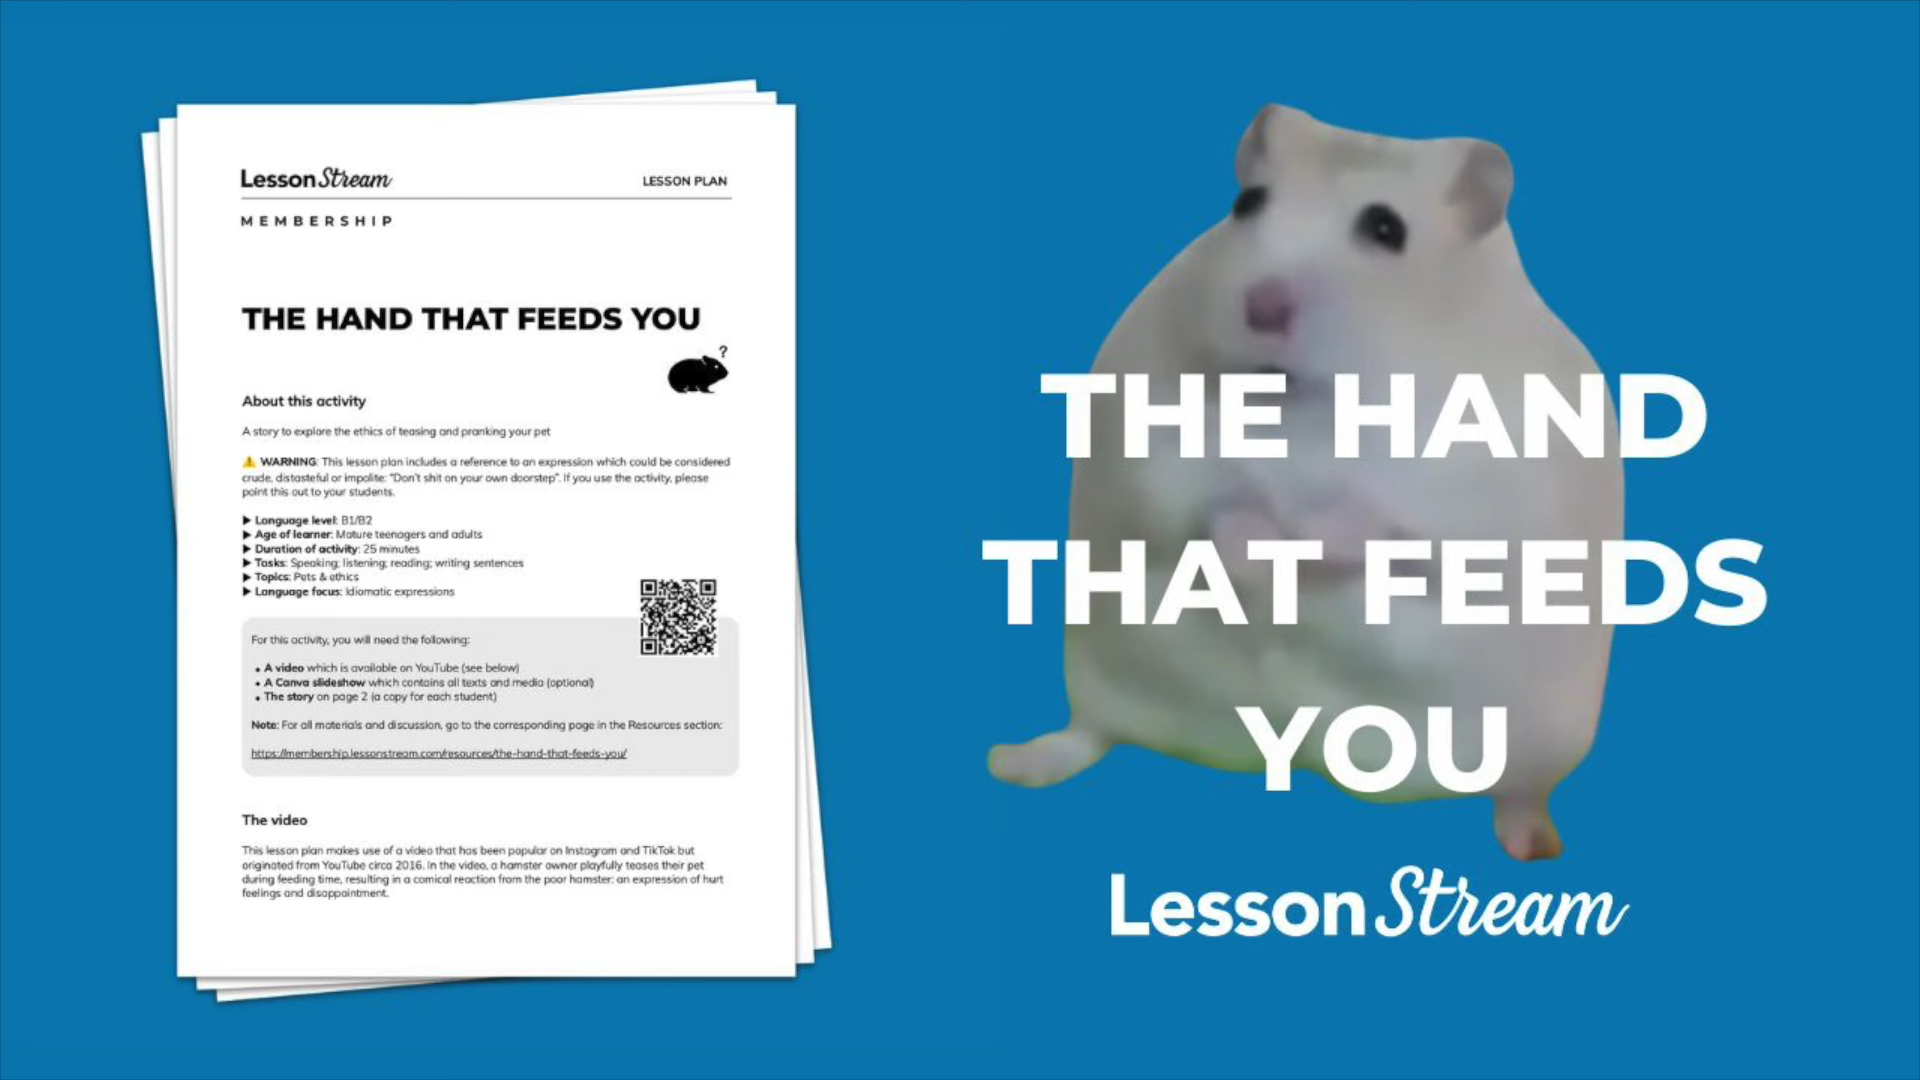 LessonStream
LESSON PLAN
MEMBERSHIP
THE HAND THAT FEEDS YOU
?
About this activity
A story to explore the ethics of teasing and pranking your pet
⚠️ WARNING: This lesson plan includes a reference to an expression which could be considered
crude, distasteful or impolite: "Don't shit on your own doorstep". If you use the activity, please
point this out to your students.
▶ Language level: B1/B2
▶ Age of learner: Mature teenagers and adults
▶ Duration of activity: 25 minutes
▶ Tasks: Speaking; listening; reading; writing sentences
▶ Topics: Pets & ethics
▶ Language focus: Idiomatic expressions
For this activity, you will need the following:
• A video which is available on YouTube (see below)
• A Canva slideshow which contains all texts and media (optional)
• The story on page 2 (a copy for each student)
Note: For all materials and discussion, go to the corresponding page in the Resources section:
https://membership.lessonstream.com/resources/the-hand-that-feeds-you/
The video
This lesson plan makes use of a video that has been popular on Instagram and TikTok but
originated from YouTube circa 2016. In the video, a hamster owner playfully teases their pet
during feeding time, resulting in a comical reaction from the poor hamster: an expression of hurt
feelings and disappointment.
THE HAND
THAT FEEDS
YOU
LessonStream